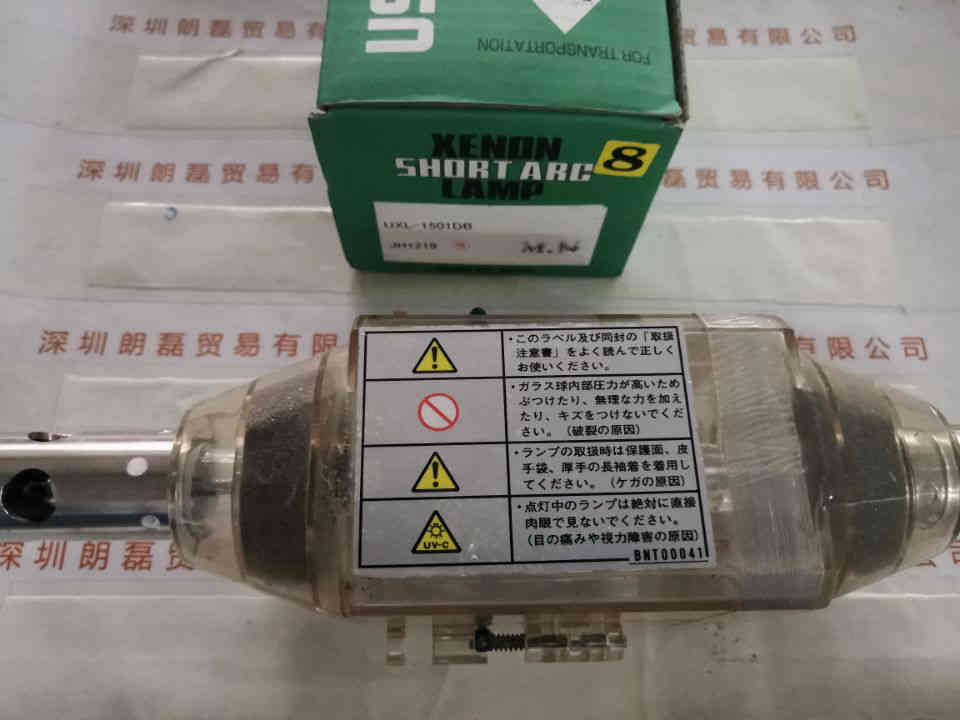 深圳朗磊贸易有限公司
FOR TRANSPORTATION
XENON
SHORT ARC
LAMP
8
UXL-1501DB
JH1219
M.N
深圳朗磊贸易有限公司
深圳朗磊贸易有限公司
深圳朗磊贸易
・このラベル及び同封の「取扱
注意書」をよく読んで正しく
お使いください。
・ガラス球内部圧力が高いため
ぶつけたり、無理な力を加え
たり、キズをつけないでくだ
さい。(破裂の原因)
・ランプの取扱時は保護面、皮
手袋、厚手の長袖着を着用し
てください。(ケガの原因)
UV-C
・点灯中のランプは絶対に直接
肉眼で見ないでください。
(目の痛みや視力障害の原因)
BNT00041